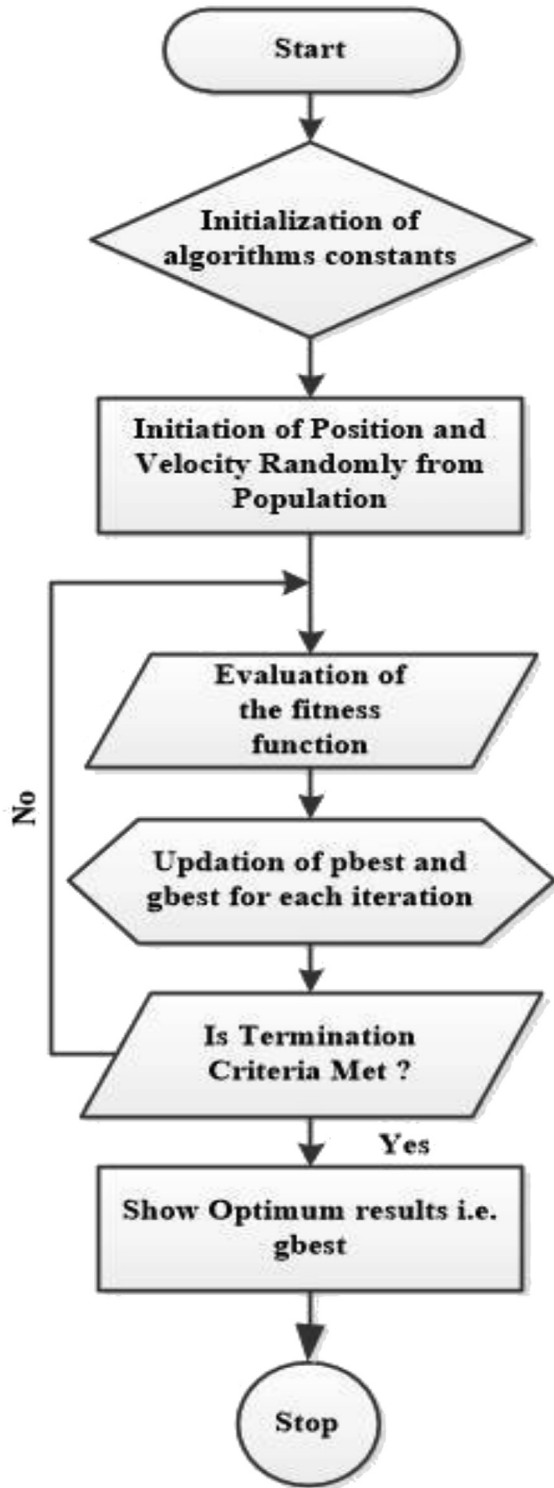 Start
Initialization of
algorithms constants
Initiation of Position and
Velocity Randomly from
Population
Evaluation of
the fitness
function
No
Updation of pbest and
gbest for each iteration
Is Termination
Criteria Met ?
Yes
Show Optimum results i.e.
gbest
Stop